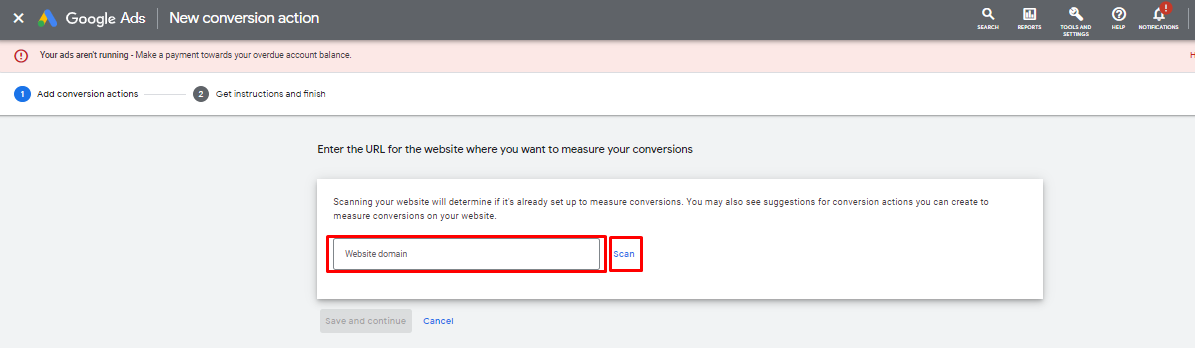 Google Ads New conversion action
SEARCH REPORTS TOOLS AND SETTINGS HELP NOTIFICATIONS
Your ads aren't running - Make a payment towards your overdue account balance.
H
1 Add conversion actions 2 Get instructions and finish
Enter the URL for the website where you want to measure your conversions
Scanning your website will determine if it's already set up to measure conversions. You may also see suggestions for conversion actions you can create to
measure conversions on your website.
Website domain Scan
Save and continue Cancel